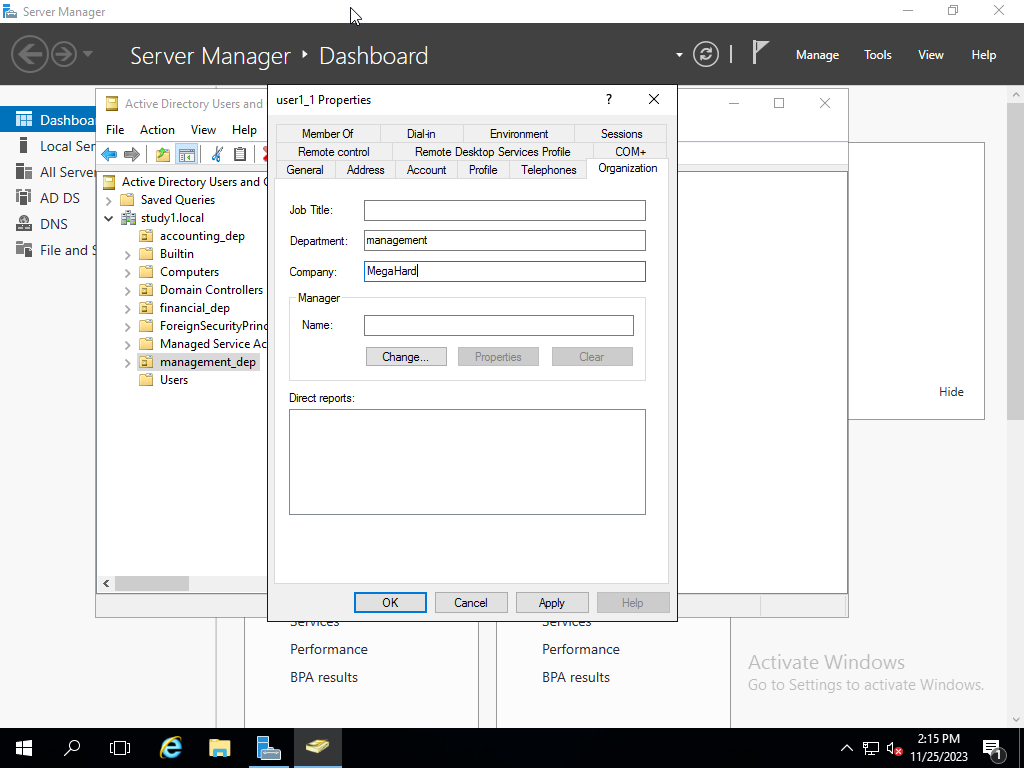 Server Manager
Server Manager • Dashboard
Manage
Tools
View
Help
Dashboa
Local Ser
All Server
AD DS
DNS
File and S
Active Directory Users and
File Action View Help
Active Directory Users and C
Saved Queries
study1.local
accounting_dep
Builtin
Computers
Domain Controllers
financial_dep
ForeignSecurityPrinc
Managed Service Ac
management_dep
Users
user1_1 Properties
?
Member Of Dial-in Environment Sessions
Remote control Remote Desktop Services Profile COM+
General Address Account Profile Telephones Organization
Job Title:
Department: management
Company: MegaHard
Manager
Name:
Change... Properties Clear
Direct reports:
OK Cancel Apply Help
Hide
Services
Performance
BPA results
Services
Performance
BPA results
Activate Windows
Go to Settings to activate Windows.
2:15 PM
11/25/2023
1